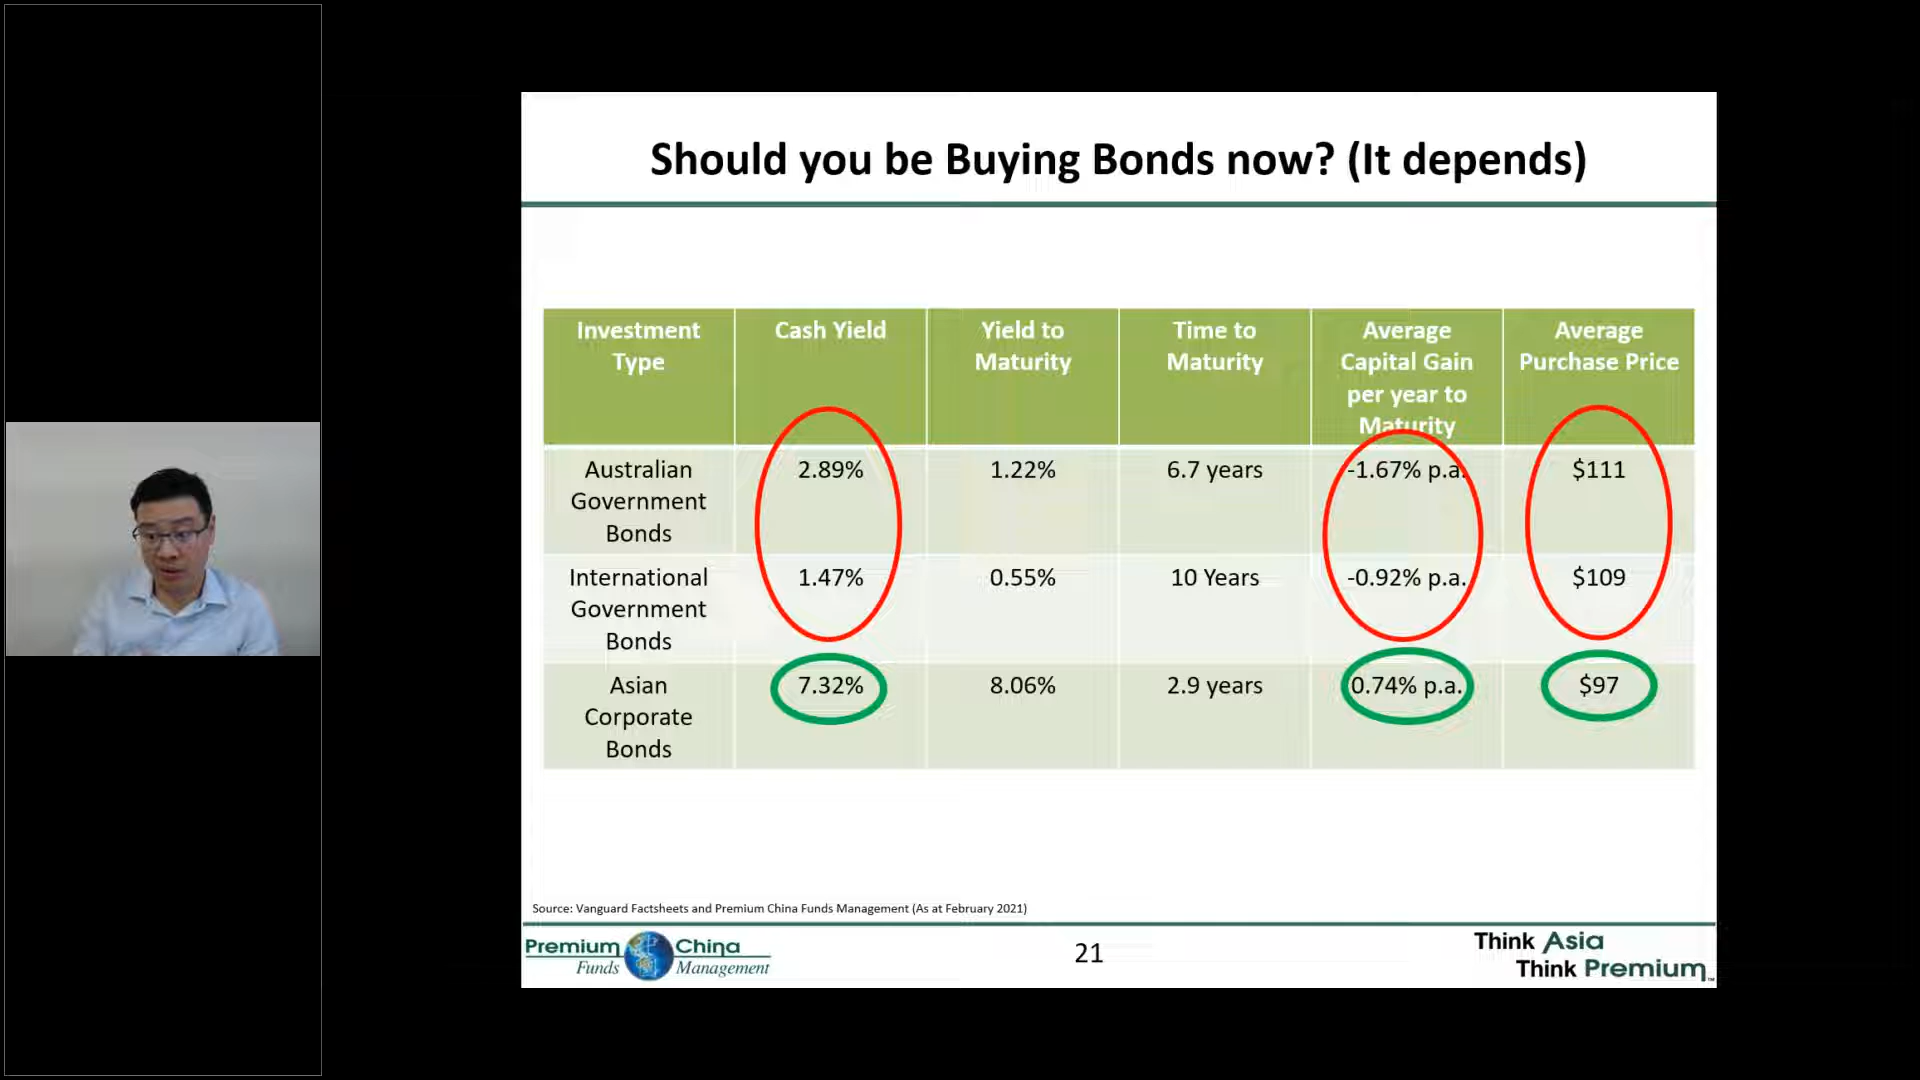 Should you be Buying Bonds now? (It depends)
Investment
Type
Cash Yield
Yield to
Maturity
Time to
Maturity
Average
Capital Gain
per year to
Maturity
Average
Purchase Price
Australian
Government
Bonds
2.89%
1.22%
6.7 years
-1.67% p.a.
$111
International
Government
Bonds
1.47%
0.55%
10 Years
-0.92% p.a.
$109
Asian
Corporate
Bonds
7.32%
8.06%
2.9 years
0.74% p.a.
$97
Source: Vanguard Factsheets and Premium China Funds Management (As at February 2021)
Premium China
Funds Management
21
Think Asia
Think Premium™